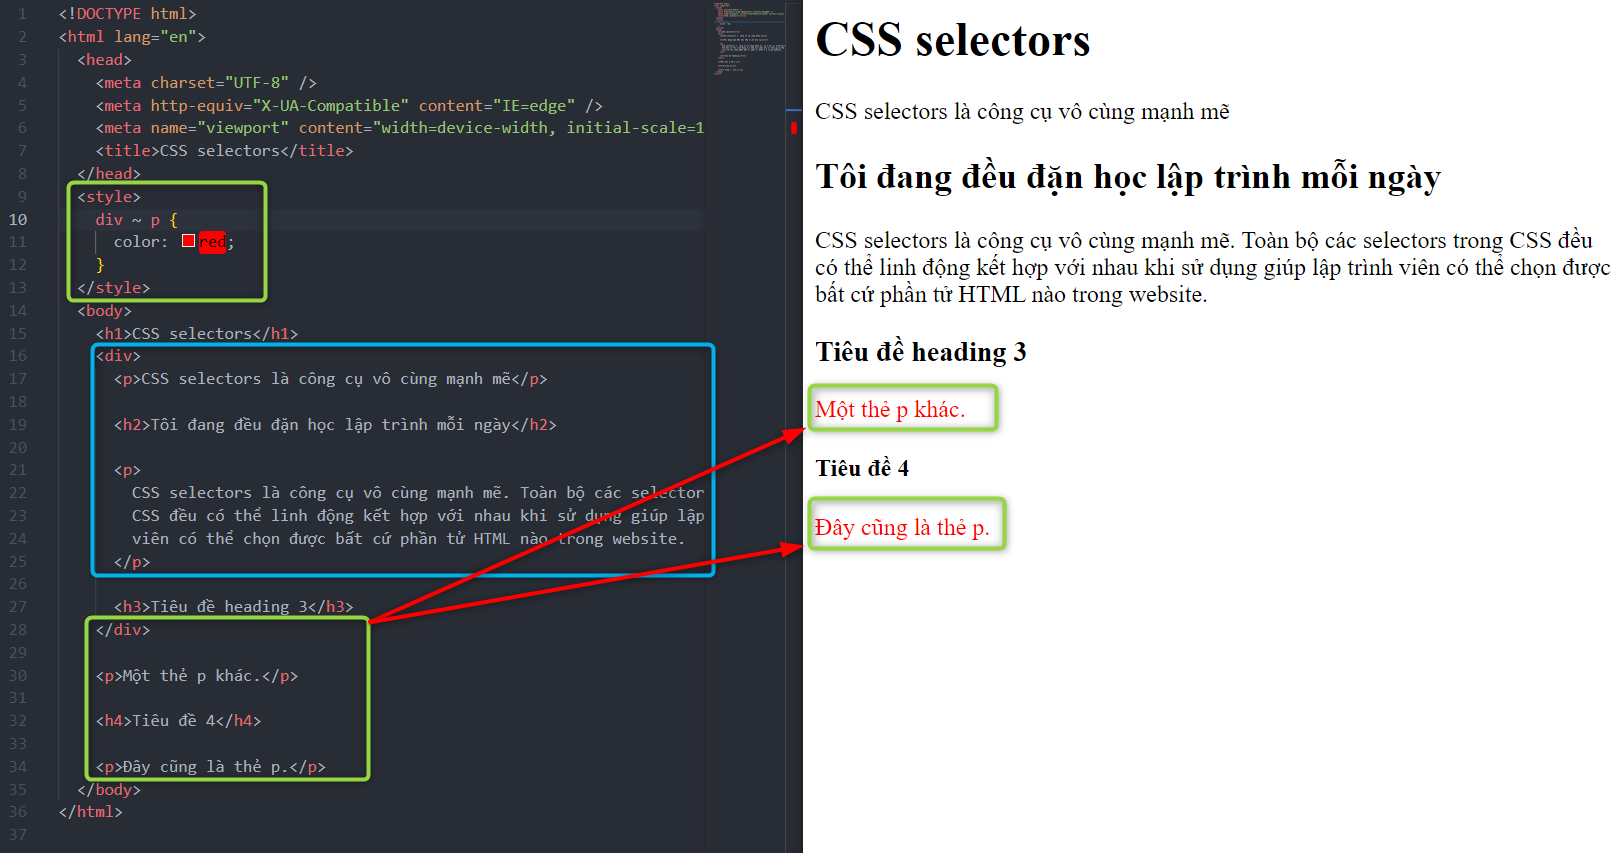 1 <!DOCTYPE html>
2 <html lang="en">
3 <head>
4 <meta charset="UTF-8" />
5 <meta http-equiv="X-UA-Compatible" content="IE=edge" />
6 <meta name="viewport" content="width=device-width, initial-scale=1
7 <title>CSS selectors</title>
8 </head>
9 <style>
10 div ~ p {
11 color: red;
12 }
13 </style>
14 <body>
15 <h1>CSS selectors</h1>
16 <div>
17 <p>CSS selectors là công cụ vô cùng mạnh mẽ</p>
18
19 <h2>Tôi đang đều đặn học lập trình mỗi ngày</h2>
20
21 <p>
22 CSS selectors là công cụ vô cùng mạnh mẽ. Toàn bộ các selector
23 CSS đều có thể linh động kết hợp với nhau khi sử dụng giúp lập
24 viên có thể chọn được bất cứ phần tử HTML nào trong website.
25 </p>
26
27 <h3>Tiêu đề heading 3</h3>
28 </div>
29
30 <p>Một thẻ p khác.</p>
31
32 <h4>Tiêu đề 4</h4>
33
34 <p>Đây cũng là thẻ p.</p>
35 </body>
36 </html>
37
CSS selectors
CSS selectors là công cụ vô cùng mạnh mẽ
Tôi đang đều đặn học lập trình mỗi ngày
CSS selectors là công cụ vô cùng mạnh mẽ. Toàn bộ các selectors trong CSS đều
có thể linh động kết hợp với nhau khi sử dụng giúp lập trình viên có thể chọn được
bất cứ phần tử HTML nào trong website.
Tiêu đề heading 3
Một thẻ p khác.
Tiêu đề 4
Đây cũng là thẻ p.